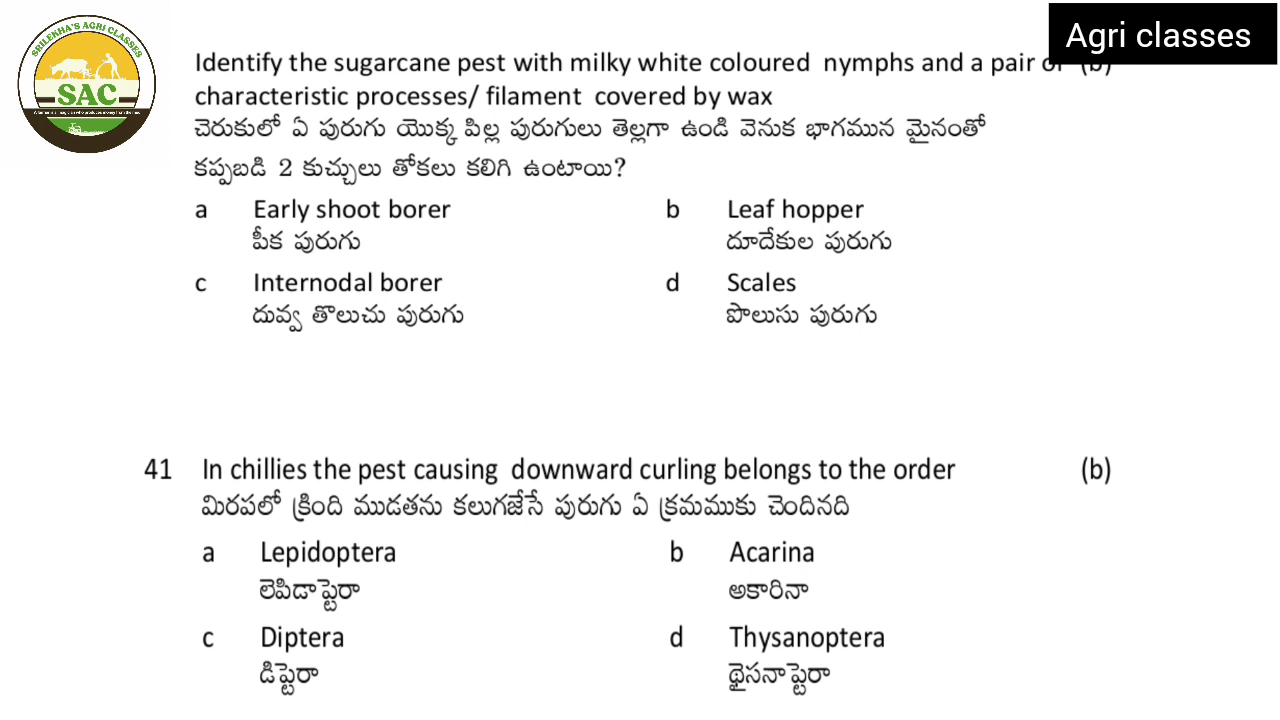 SRILEKHA'S AGRI CLASSES
SAC
Agri classes
Identify the sugarcane pest with milky white coloured nymphs and a pair of (b)
characteristic processes/ filament covered by wax
చెరుకులో ఏ పురుగు యొక్క పిల్ల పురుగులు తెల్లగా ఉండి వెనుక భాగమున మైనంతో
కప్పబడి 2 కుచ్చులు తోకలు కలిగి ఉంటాయి?
a Early shoot borer b Leaf hopper
పీక పురుగు దూదేకుల పురుగు
c Internodal borer d Scales
దువ్వ తొలుచు పురుగు పొలుసు పురుగు
41 In chillies the pest causing downward curling belongs to the order (b)
మిరపలో క్రింది ముడతను కలుగజేసే పురుగు ఏ క్రమముకు చెందినది
a Lepidoptera b Acarina
లెపిడాప్టెరా అకారినా
c Diptera d Thysanoptera
డిప్టెరా థైసనాప్టెరా